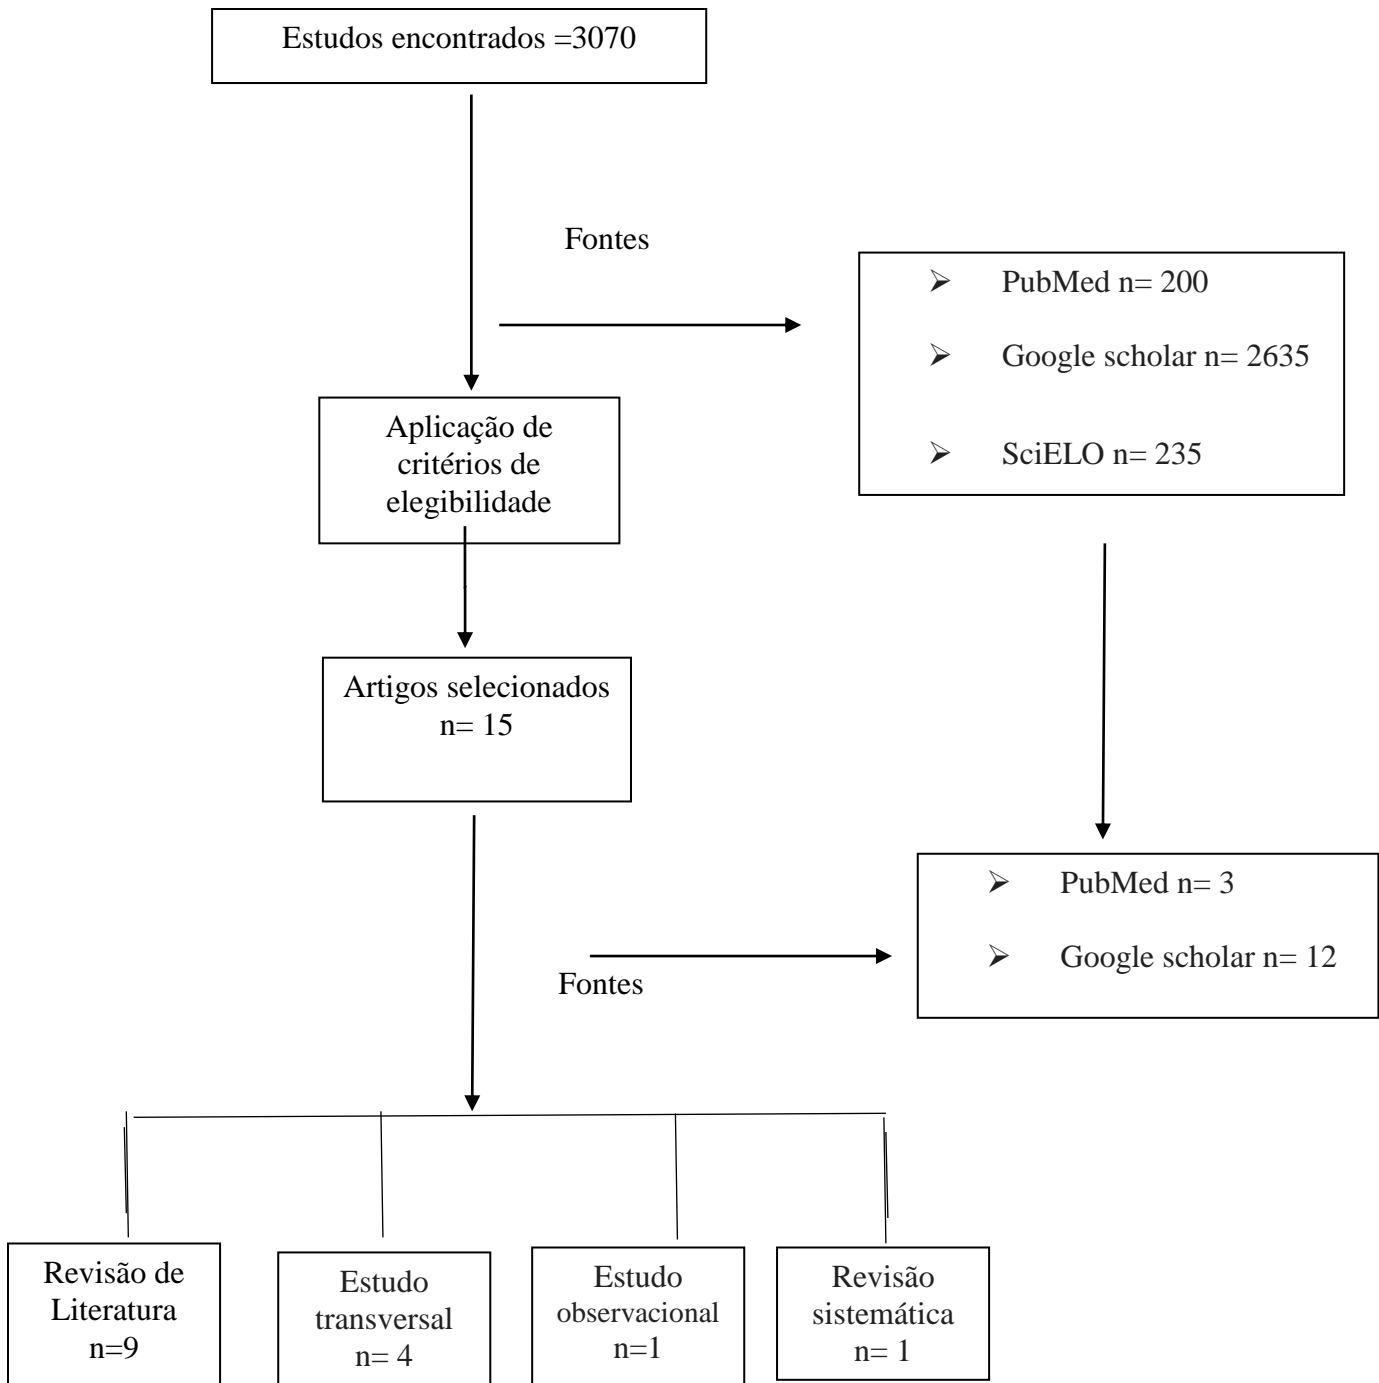 Estudos encontrados =3070
Fontes
➢ PubMed n= 200
➢ Google scholar n= 2635
➢ SciELO n= 235
Aplicação de
critérios de
elegibilidade
Artigos selecionados
n= 15
➢ PubMed n= 3
➢ Google scholar n= 12
Fontes
Revisão de
Literatura
n=9
Estudo
transversal
n= 4
Estudo
observacional
n=1
Revisão
sistemática
n= 1